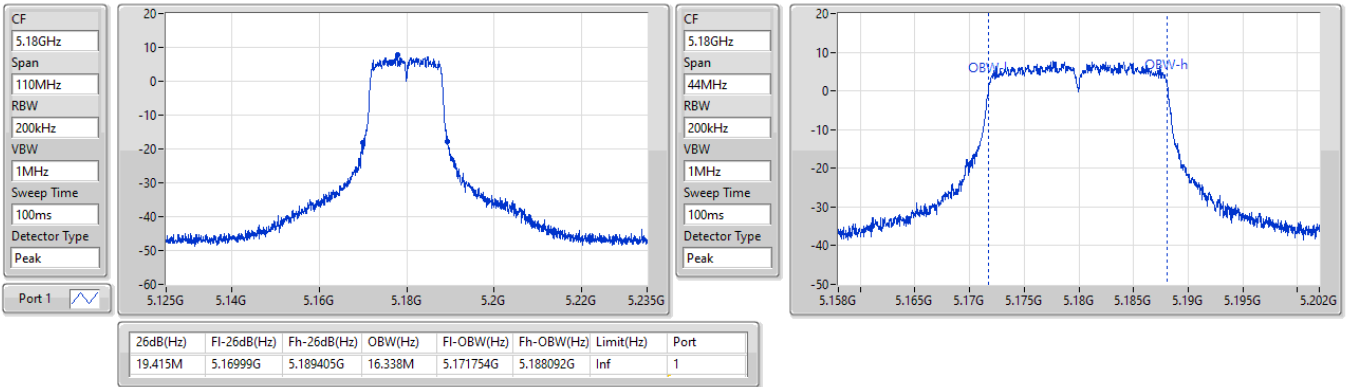 CF
5.18GHz
Span
110MHz
RBW
200kHz
VBW
1MHz
Sweep Time
100ms
Detector Type
Peak
Port 1
20
10
0
-10
-20
-30
-40
-50
-60
5.125G 5.14G 5.16G 5.18G 5.2G 5.22G 5.235G
CF
5.18GHz
Span
44MHz
RBW
200kHz
VBW
1MHz
Sweep Time
100ms
Detector Type
Peak
20
10
0
-10
-20
-30
-40
-50
OBW-l OBW-h
5.158G 5.165G 5.17G 5.175G 5.18G 5.185G 5.19G 5.195G 5.202G
26dB(Hz) Fl-26dB(Hz) Fh-26dB(Hz) OBW(Hz) Fl-OBW(Hz) Fh-OBW(Hz) Limit(Hz) Port
19.415M 5.16999G 5.189405G 16.338M 5.171754G 5.188092G Inf 1